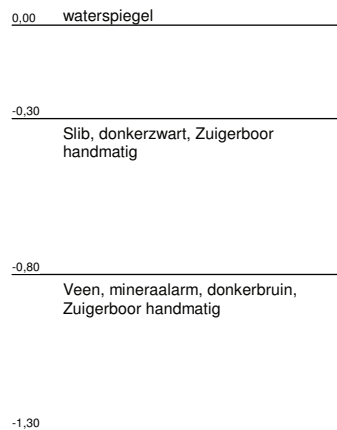 0,00 waterspiegel
-0,30
Slib, donkerzwart, Zuigerboor
handmatig
-0,80
Veen, mineraalarm, donkerbruin,
Zuigerboor handmatig
-1,30